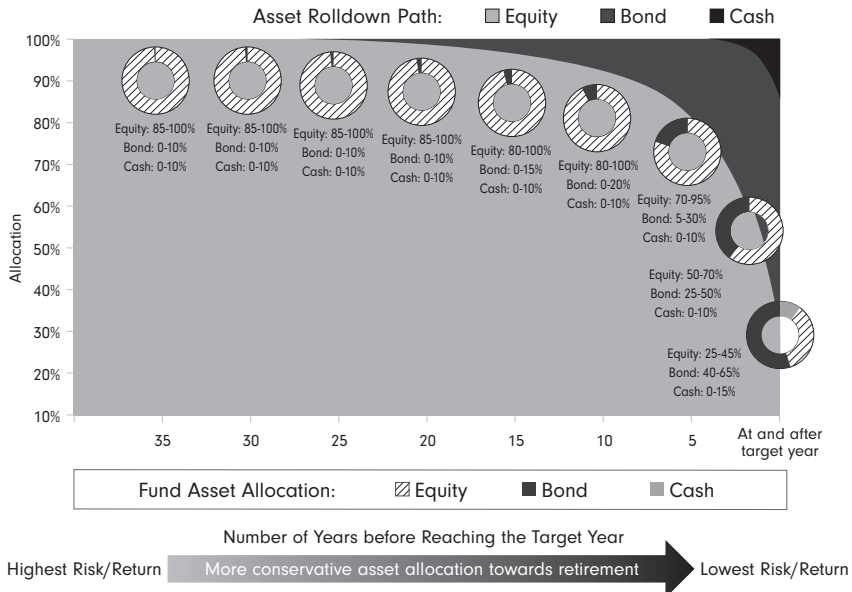 Asset Rolldown Path: Equity Bond Cash
100%
90%
80%
70%
60%
50%
40%
30%
20%
10%
Allocation
Equity: 85-100%
Bond: 0-10%
Cash: 0-10%
Equity: 85-100%
Bond: 0-10%
Cash: 0-10%
Equity: 85-100%
Bond: 0-10%
Cash: 0-10%
Equity: 85-100%
Bond: 0-10%
Cash: 0-10%
Equity: 80-100%
Bond: 0-15%
Cash: 0-10%
Equity: 80-100%
Bond: 0-20%
Cash: 0-10%
Equity: 70-95%
Bond: 5-30%
Cash: 0-10%
Equity: 50-70%
Bond: 25-50%
Cash: 0-10%
Equity: 25-45%
Bond: 40-65%
Cash: 0-15%
35 30 25 20 15 10 5 At and after
target year
Fund Asset Allocation: Equity Bond Cash
Number of Years before Reaching the Target Year
Highest Risk/Return More conservative asset allocation towards retirement Lowest Risk/Return